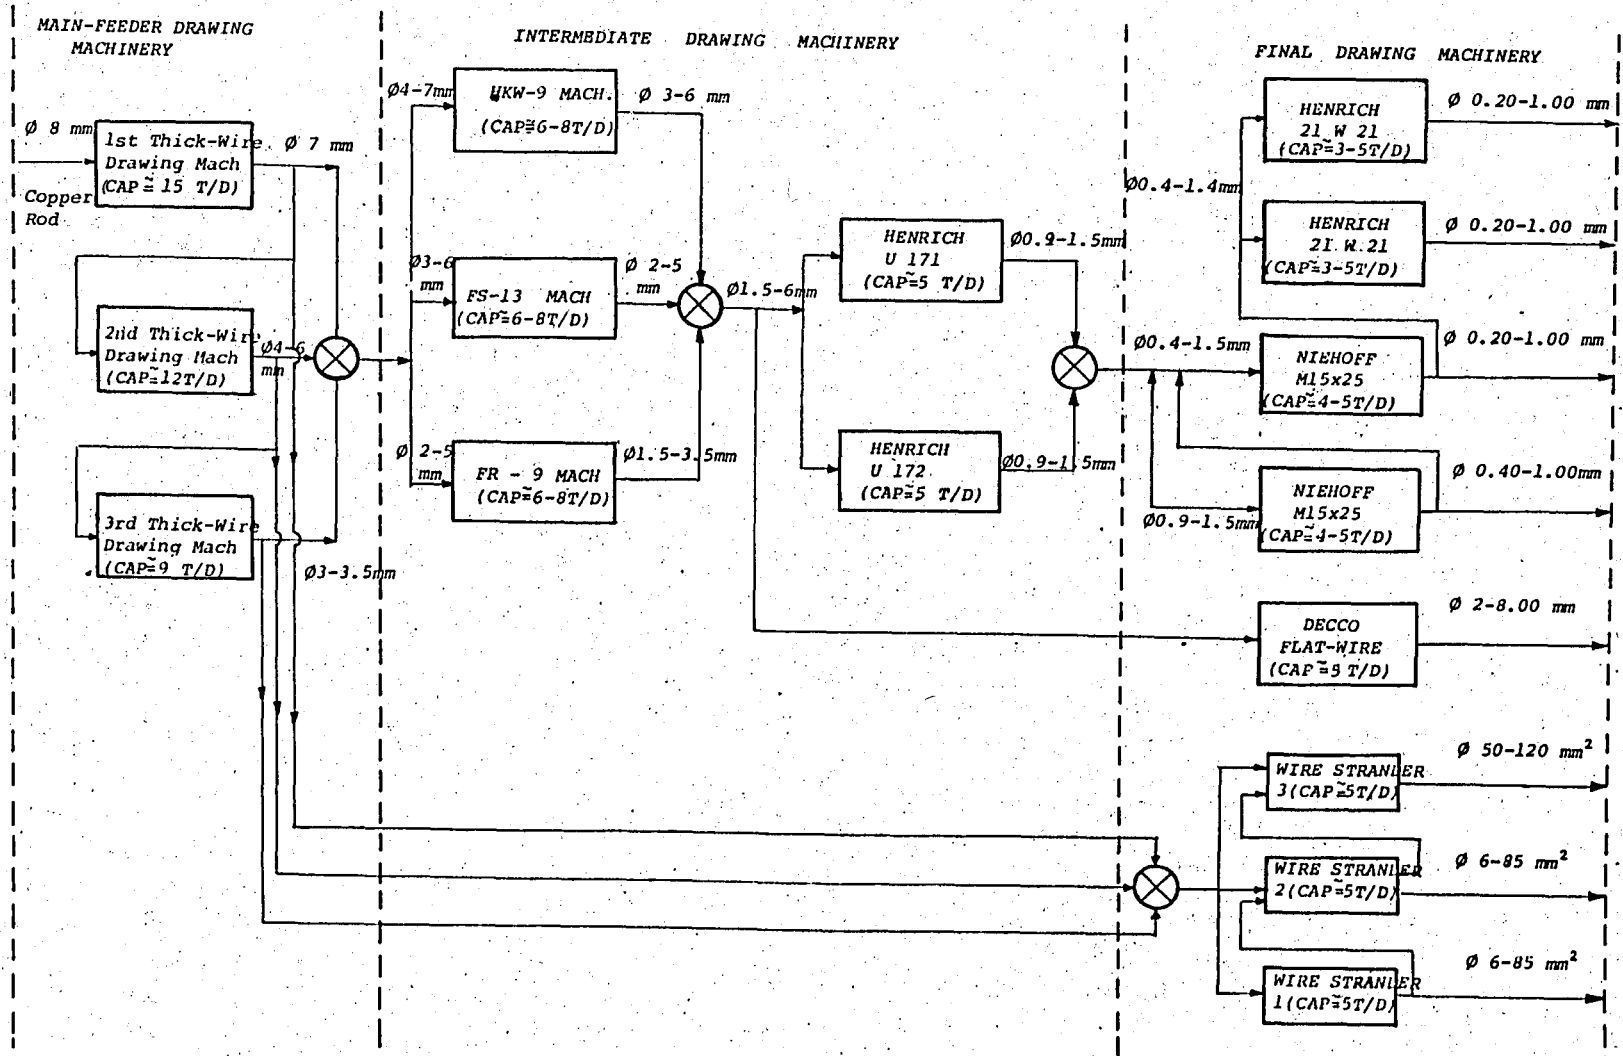 MAIN-FEEDER DRAWING
MACHINERY
INTERMEDIATE DRAWING MACHINERY
FINAL DRAWING MACHINERY
Ø 8 mm
Copper
Rod
1st Thick-Wire
Drawing Mach
(CAP≅15 T/D)
Ø 7 mm
2nd Thick-Wire
Drawing Mach
(CAP≅12T/D)
Ø4-6
mm
3rd Thick-Wire
Drawing Mach
(CAP≅9 T/D)
Ø3-3.5mm
Ø4-7mm
UKW-9 MACH.
(CAP≅6-8T/D)
Ø 3-6 mm
Ø3-6
mm
FS-13 MACH
(CAP≅6-8T/D)
Ø 2-5
mm
Ø 2-5
mm
FR - 9 MACH
(CAP≅6-8T/D)
Ø1.5-3.5mm
Ø1.5-6mm
HENRICH
U 171
(CAP≅5 T/D)
Ø0.9-1.5mm
HENRICH
U 172
(CAP≅5 T/D)
Ø0.9-1.5mm
Ø0.4-1.4mm
HENRICH
21 W 21
(CAP≅3-5T/D)
Ø 0.20-1.00 mm
HENRICH
21 W.21
(CAP≅3-5T/D)
Ø 0.20-1.00 mm
Ø0.4-1.5mm
NIEHOFF
M15x25
(CAP≅4-5T/D)
Ø 0.20-1.00 mm
Ø0.9-1.5mm
NIEHOFF
M15x25
(CAP≅4-5T/D)
Ø 0.40-1.00mm
DECCO
FLAT-WIRE
(CAP≅5 T/D)
Ø 2-8.00 mm
WIRE STRANDER
3(CAP≅5T/D)
Ø 50-120 mm²
WIRE STRANDER
2(CAP≅5T/D)
Ø 6-85 mm²
WIRE STRANDER
1(CAP≅5T/D)
Ø 6-85 mm²